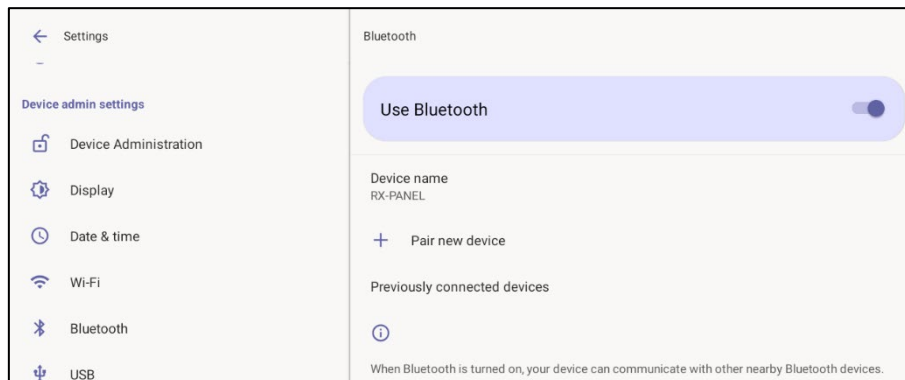 Settings
Device admin settings
Device Administration
Display
Date & time
Wi-Fi
Bluetooth
USB
Bluetooth
Use Bluetooth
Device name
RX-PANEL
Pair new device
Previously connected devices
When Bluetooth is turned on, your device can communicate with other nearby Bluetooth devices.